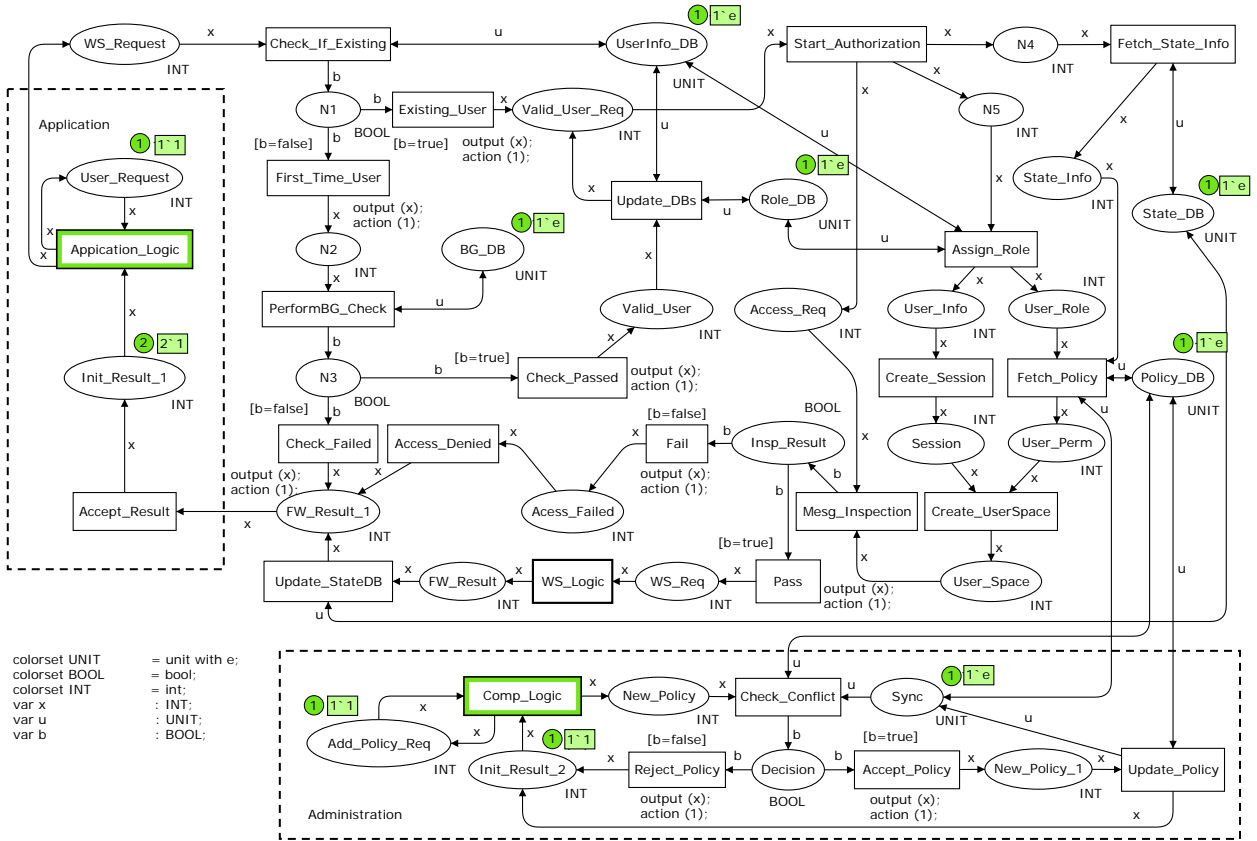 1 1`e
WS_Request
x
Check_If_Existing
u
UserInfo_DB
x
Start_Authorization
x
N4
x
Fetch_State_Info
INT
INT
UNIT
b
x
x
N1
b
Existing_User
x
Valid_User_Req
N5
BOOL
INT
INT
[b=false]
b
[b=true]
output (x);
action (1);
u
u
x
u
Application
1 1`1
User_Request
INT
x
x
Appication_Logic
x
x
2 2`1
Init_Result_1
INT
x
Accept_Result
x
First_Time_User
x
output (x);
action (1);
N2
INT
x
1 1`e
BG_DB
UNIT
PerformBG_Check
u
b
N3
BOOL
b
[b=true]
Check_Passed
output (x);
action (1);
x
Valid_User
INT
x
Update_DBs
x
u
1 1`e
Role_DB
UNIT
u
x
Assign_Role
State_Info
x
INT
1 1`e
State_DB
UNIT
x
x
INT
Access_Req
INT
User_Info
INT
User_Role
x
x
1 1`e
Create_Session
Fetch_Policy
u
Policy_DB
UNIT
x
INT
x
u
[b=false]
b
Check_Failed
x
output (x);
action (1);
Access_Denied
x
x
x
[b=false]
Fail
b
output (x);
action (1);
BOOL
Insp_Result
x
Session
User_Perm
INT
b
b
x
x
FW_Result_1
INT
Acess_Failed
INT
Mesg_Inspection
Create_UserSpace
x
[b=true]
x
x
Update_StateDB
x
FW_Result
INT
x
WS_Logic
x
WS_Req
INT
x
Pass
output (x);
action (1);
User_Space
INT
u
u
colorset UNIT = unit with e;
colorset BOOL = bool;
colorset INT = int;
var x : INT;
var u : UNIT;
var b : BOOL;
u
1 1`e
Comp_Logic
x
New_Policy
INT
x
Check_Conflict
u
Sync
UNIT
u
1 1`1
x
x
Add_Policy_Req
INT
x
1 1`1
Init_Result_2
INT
x
[b=false]
Reject_Policy
output (x);
action (1);
b
b
Decision
BOOL
b
[b=true]
Accept_Policy
output (x);
action (1);
x
New_Policy_1
INT
x
Update_Policy
x
Administration